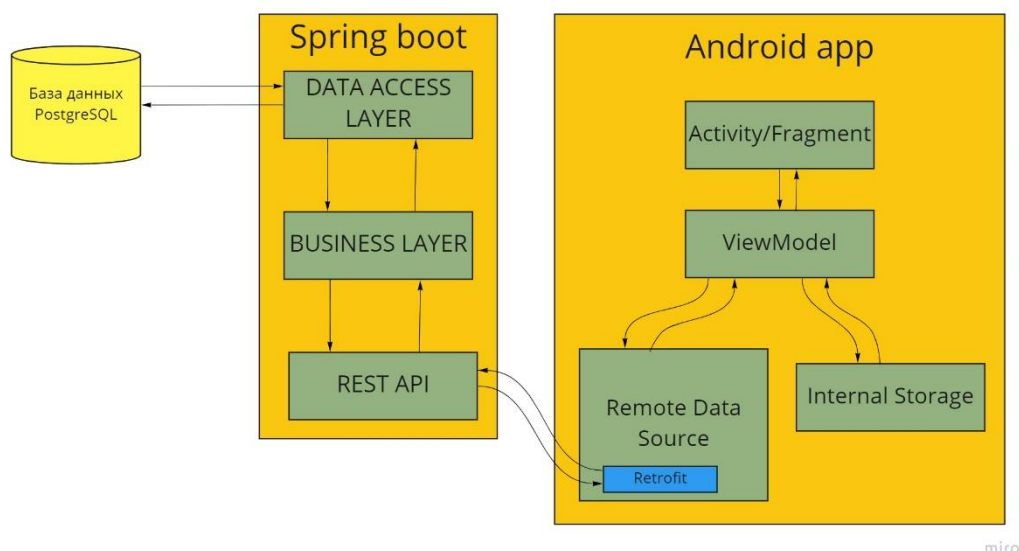 База данных
PostgreSQL
Spring boot
DATA ACCESS
LAYER
BUSINESS LAYER
REST API
Android app
Activity/Fragment
ViewModel
Remote Data
Source
Retrofit
Internal Storage
miro